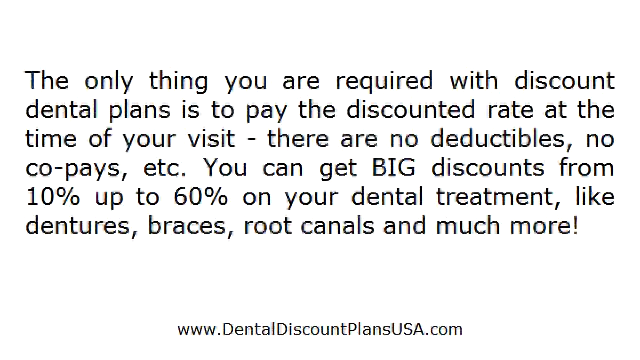 The only thing you are required with discount
dental plans is to pay the discounted rate at the
time of your visit - there are no deductibles, no
co-pays, etc. You can get BIG discounts from
10% up to 60% on your dental treatment, like
dentures, braces, root canals and much more!
www.DentalDiscountPlansUSA.com